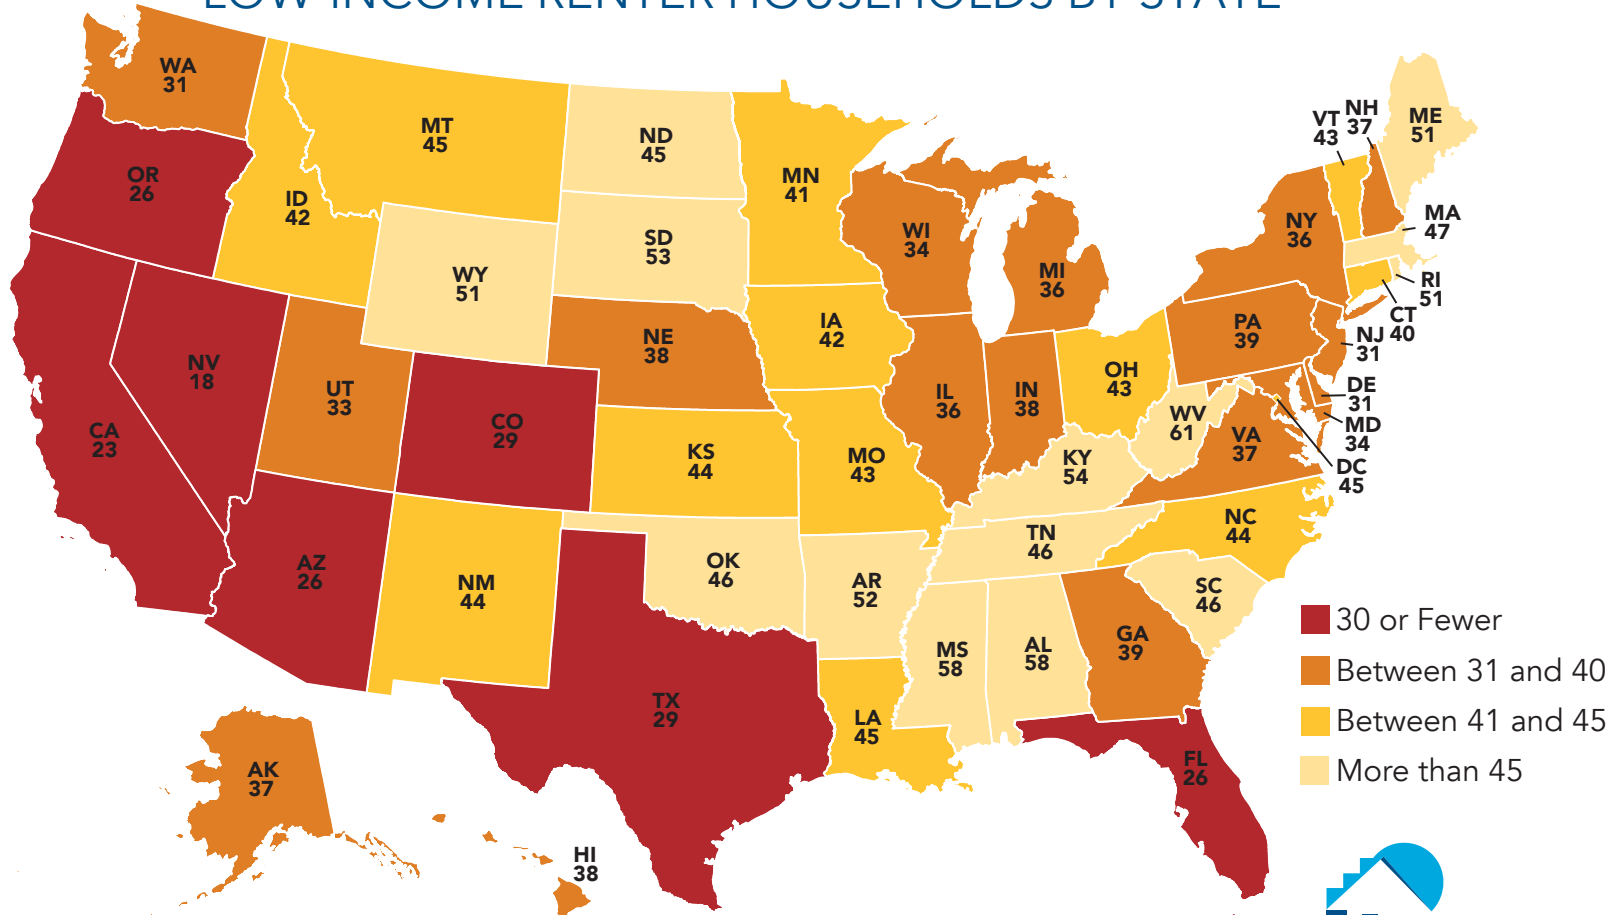 LOW INCOME RENTER HOUSEHOLDS BY STATE
WA
31
OR
26
CA
23
NV
18
ID
42
MT
45
WY
51
UT
33
CO
29
AZ
26
NM
44
ND
45
SD
53
NE
38
KS
44
OK
46
TX
29
MN
41
IA
42
MO
43
AR
52
LA
45
WI
34
IL
36
MI
36
IN
38
OH
43
KY
54
TN
46
MS
58
AL
58
GA
39
FL
26
SC
46
NC
44
VA
37
WV
61
PA
39
NY
36
VT
43
NH
37
ME
51
MA
47
RI
51
CT
40
NJ
31
DE
31
MD
34
DC
45
AK
37
HI
38
30 or Fewer
Between 31 and 40
Between 41 and 45
More than 45